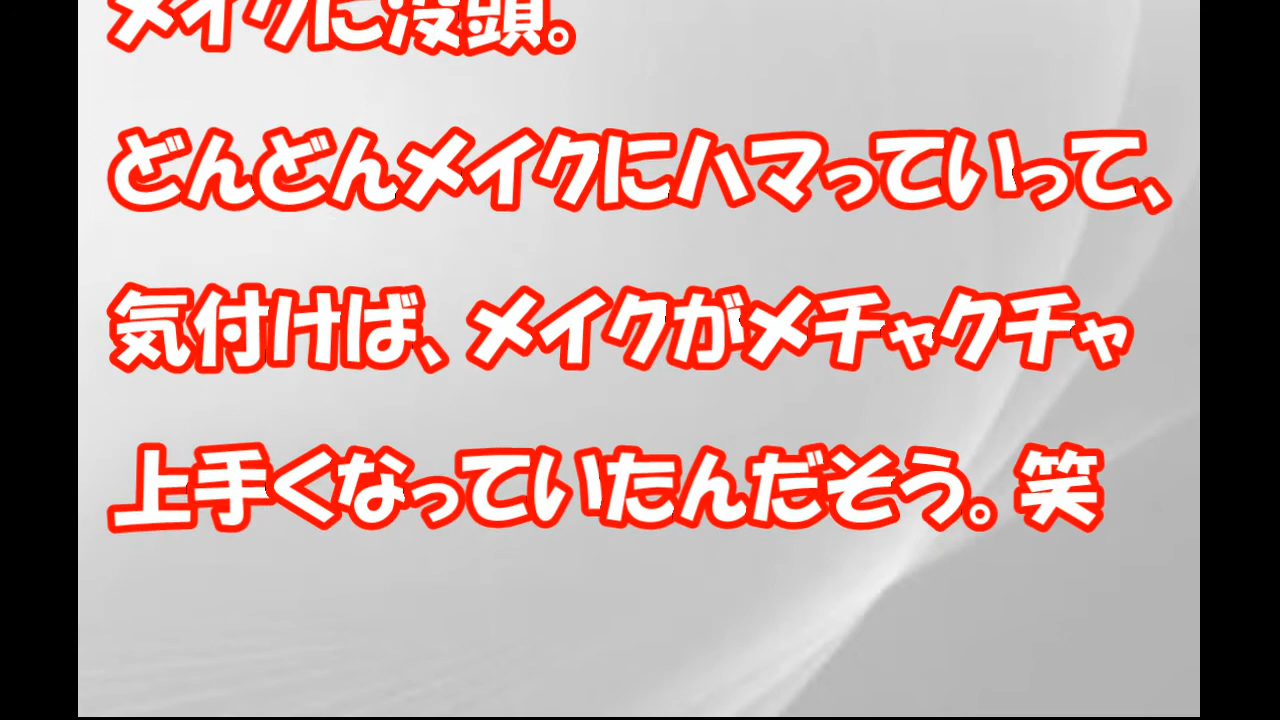 メイクに没頭。
どんどんメイクにハマっていって、
気付けば、メイクがメチャクチャ
上手くなっていたんだそう。笑